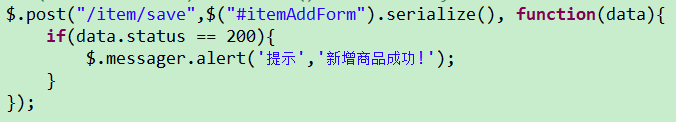 $.post("/item/save",$("#itemAddForm").serialize(), function(data){
if(data.status == 200){
$.messager.alert('提示','新增商品成功!');
}
});